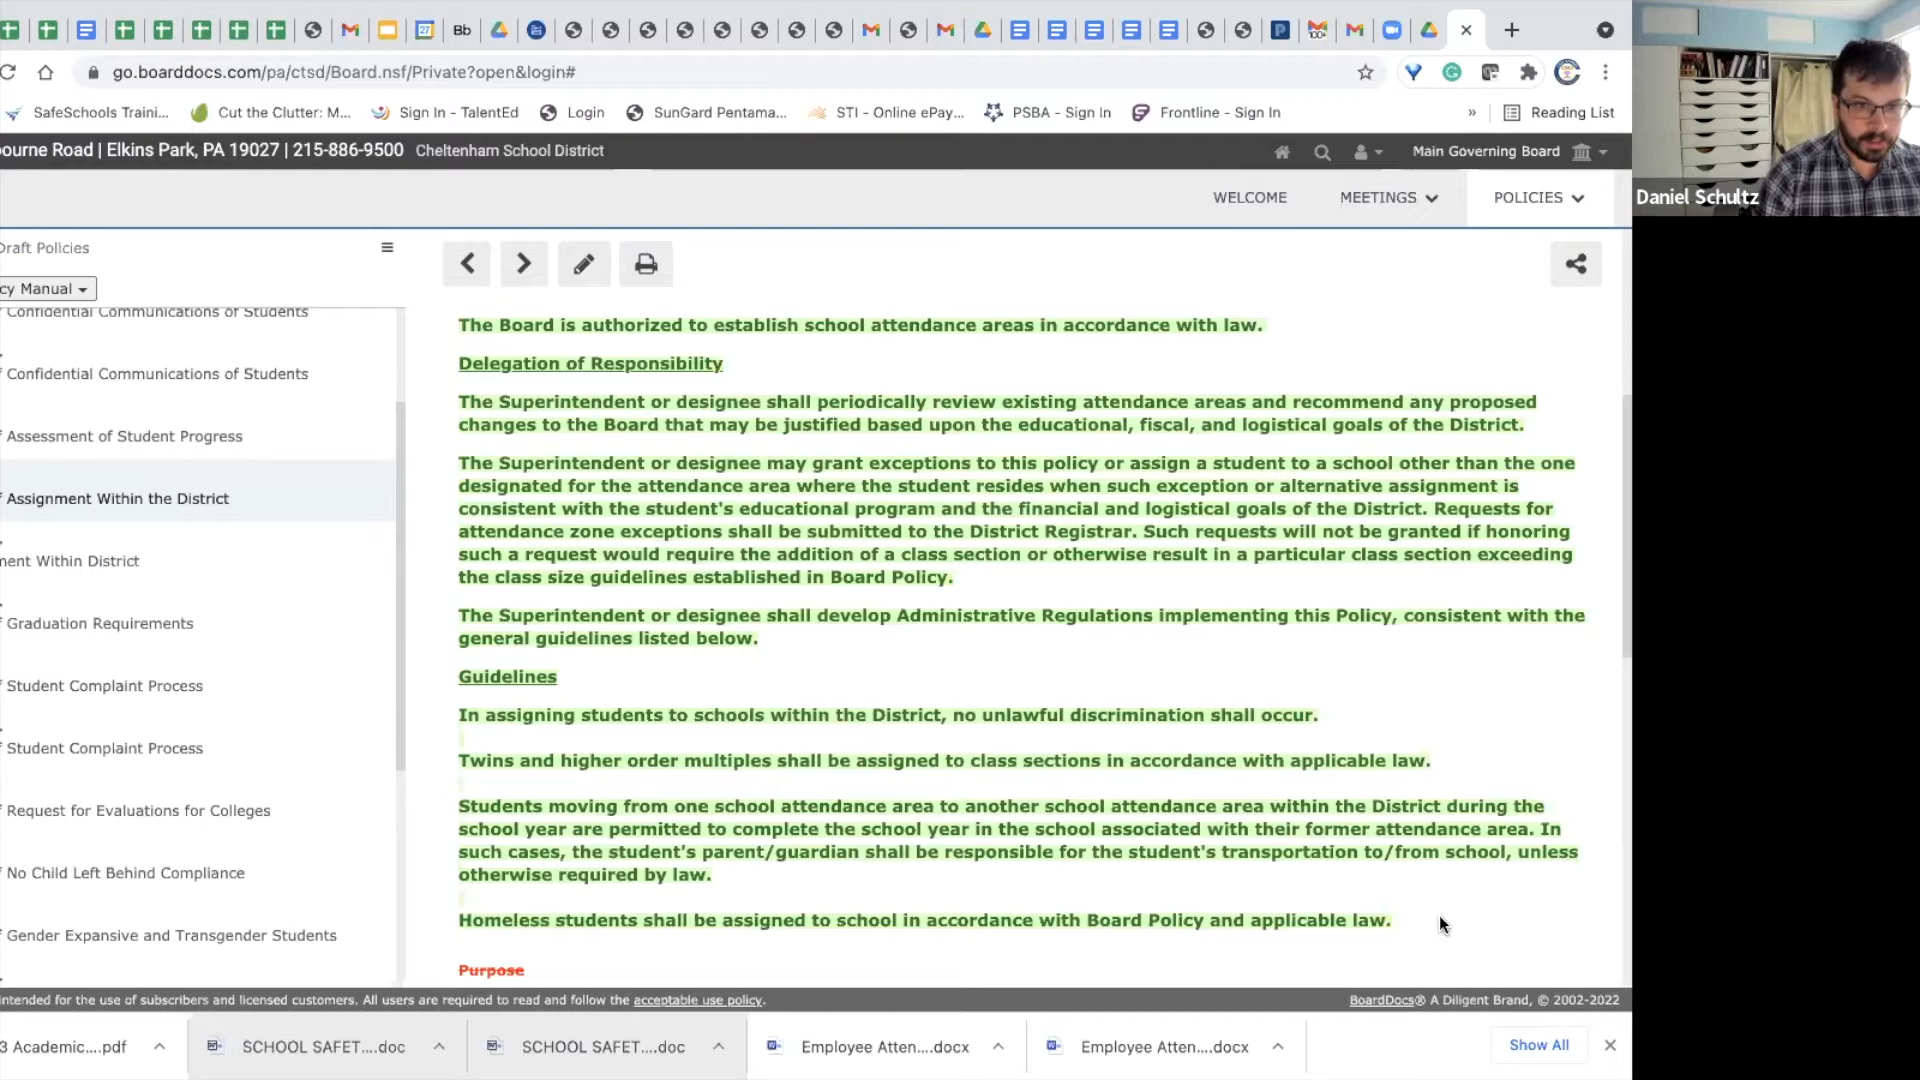 27
Bb
100+
go.boarddocs.com/pa/ctsd/Board.nsf/Private?open&login#
SafeSchools Traini...
Cut the Clutter: M...
Sign In - TalentEd
Login
SunGard Pentama...
STI - Online ePay...
PSBA - Sign In
Frontline - Sign In
»
Reading List
ourne Road | Elkins Park, PA 19027 | 215-886-9500 Cheltenham School District
Main Governing Board
WELCOME
MEETINGS
POLICIES
Daniel Schultz
Draft Policies
cy Manual
Confidential Communications of Students
Confidential Communications of Students
Assessment of Student Progress
Assignment Within the District
ment Within District
Graduation Requirements
Student Complaint Process
Student Complaint Process
Request for Evaluations for Colleges
No Child Left Behind Compliance
Gender Expansive and Transgender Students
The Board is authorized to establish school attendance areas in accordance with law.
Delegation of Responsibility
The Superintendent or designee shall periodically review existing attendance areas and recommend any proposed
changes to the Board that may be justified based upon the educational, fiscal, and logistical goals of the District.
The Superintendent or designee may grant exceptions to this policy or assign a student to a school other than the one
designated for the attendance area where the student resides when such exception or alternative assignment is
consistent with the student's educational program and the financial and logistical goals of the District. Requests for
attendance zone exceptions shall be submitted to the District Registrar. Such requests will not be granted if honoring
such a request would require the addition of a class section or otherwise result in a particular class section exceeding
the class size guidelines established in Board Policy.
The Superintendent or designee shall develop Administrative Regulations implementing this Policy, consistent with the
general guidelines listed below.
Guidelines
In assigning students to schools within the District, no unlawful discrimination shall occur.
Twins and higher order multiples shall be assigned to class sections in accordance with applicable law.
Students moving from one school attendance area to another school attendance area within the District during the
school year are permitted to complete the school year in the school associated with their former attendance area. In
such cases, the student's parent/guardian shall be responsible for the student's transportation to/from school, unless
otherwise required by law.
Homeless students shall be assigned to school in accordance with Board Policy and applicable law.
Purpose
intended for the use of subscribers and licensed customers. All users are required to read and follow the acceptable use policy.
BoardDocs® A Diligent Brand, © 2002-2022
3 Academic....pdf
SCHOOL SAFET....doc
SCHOOL SAFET....doc
Employee Atten....docx
Employee Atten....docx
Show All